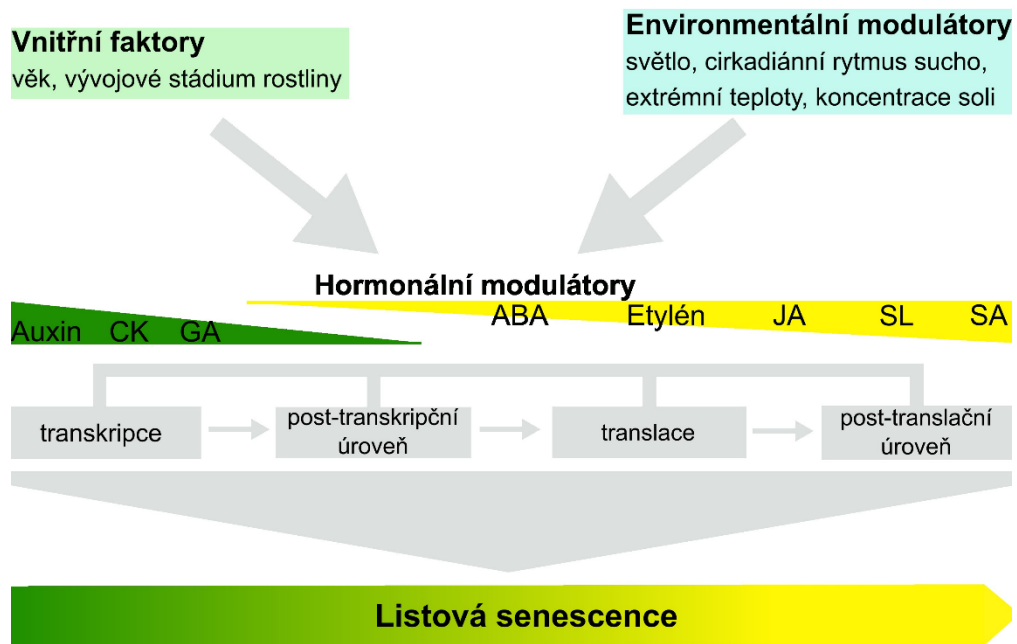 Vnitřní faktory
věk, vývojové stádium rostliny
Environmentální modulátory
světlo, cirkadiánní rytmus sucho,
extrémní teploty, koncentrace soli
Hormonální modulátory
Auxin CK GA ABA Etylén JA SL SA
transkripce
post-transkripční
úroveň
translace
post-translační
úroveň
Listová senescence